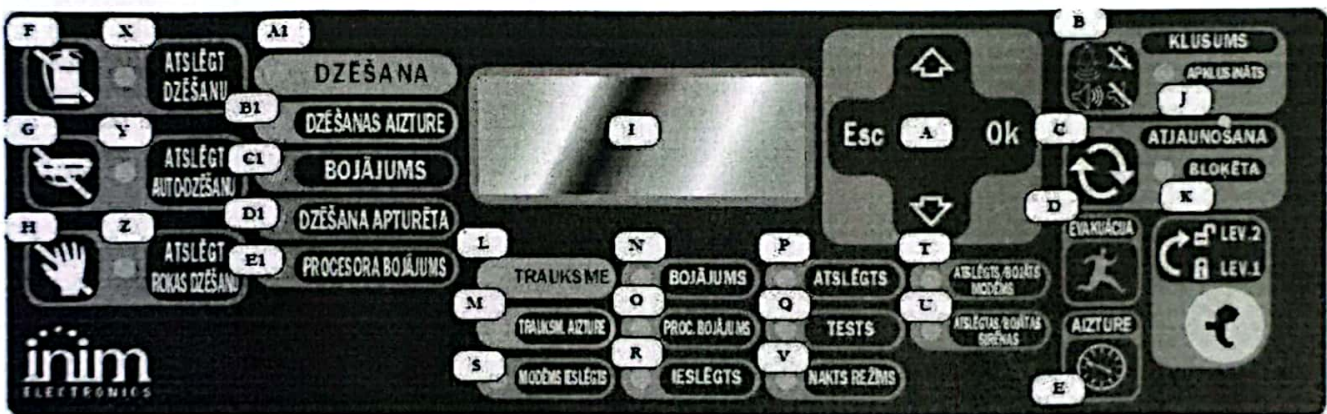 F
X
ATSLĒGT
DZĒŠANU
G
Y
ATSLĒGT
AUTO-DZĒŠANU
H
Z
ATSLĒGT
ROKAS DZĒŠANU
inim
ELECTRONICS
A1
DZĒŠANA
B1
DZĒŠANAS AIZTURE
C1
BOJĀJUMS
D1
DZĒŠANA APTURĒTA
E1
PROCESORA BOJĀJUMS
I
Esc
A
Ok
L
TRAUKSME
N
BOJĀJUMS
P
ATSLĒGTS
T
ATSLĒGTS/BOJĀTS
MODĒMS
M
TRAUKSM. AIZTURE
O
PROC. BOJĀJUMS
Q
TESTS
U
ATSLĒGTAS/BOJĀTAS
SIRĒNAS
S
MODĒMS IESLĒGTS
R
IESLĒGTS
V
NAKTS REŽĪMS
B
KLUSUMS
APKLUSINĀTS
J
C
ATJAUNOŠANA
BLOĶĒTA
K
D
EVAKUĀCIJA
LEV.2
LEV.1
AIZTURE
E